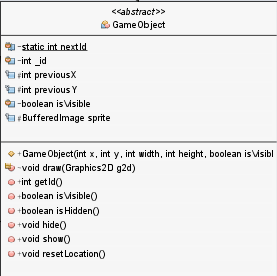 <<abstract>>
GameObject
-static int nextId
-int _id
#int previousX
#int previousY
-boolean isVisible
#BufferedImage sprite
+GameObject(int x, int y, int width, int height, boolean isVisibl
~void draw(Graphics2D g2d)
+int getId()
+boolean isVisible()
+boolean isHidden()
+void hide()
+void show()
+void resetLocation()